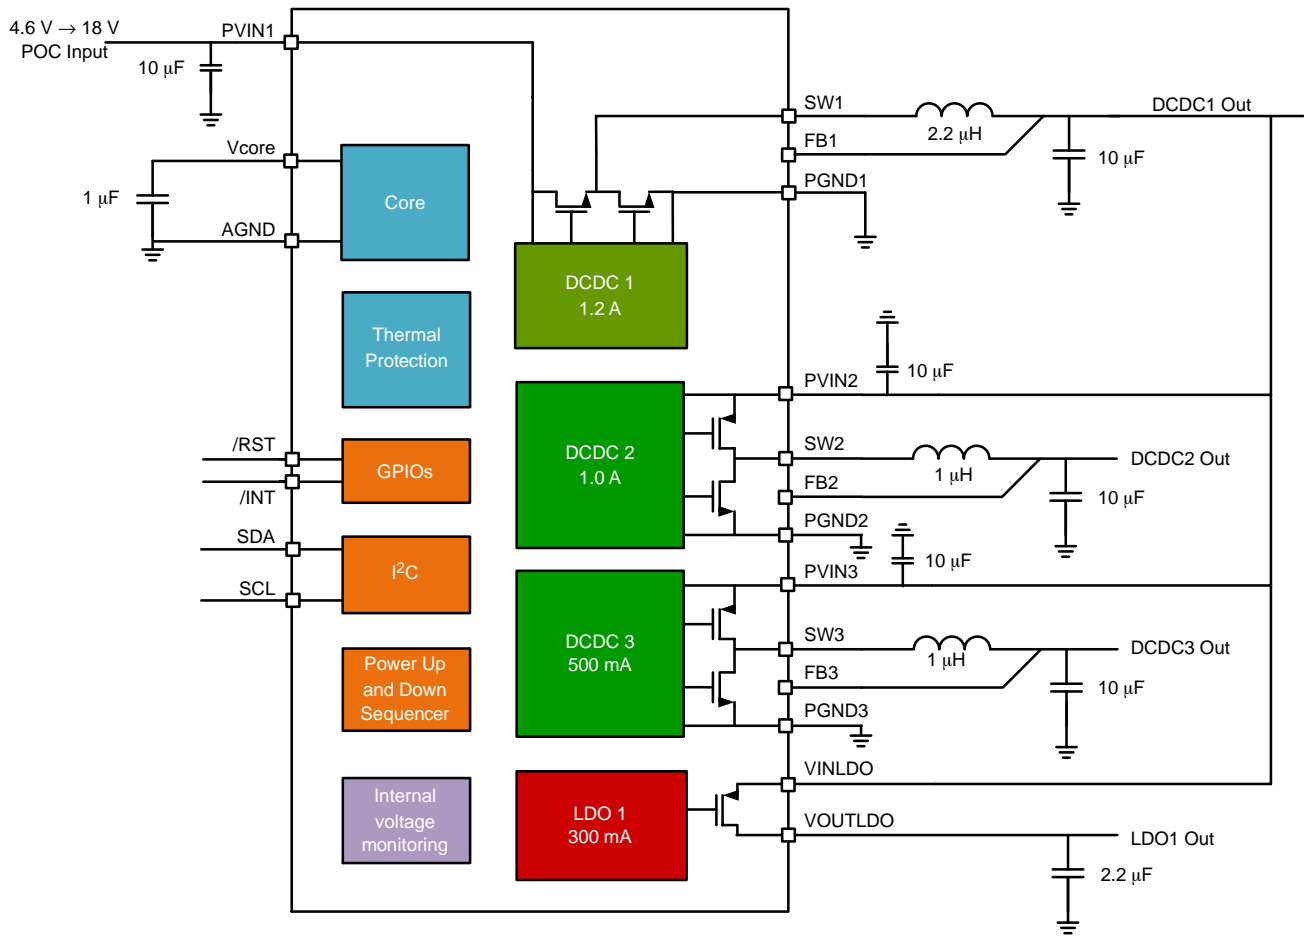 4.6 V → 18 V
POC Input
PVIN1
10 μF
SW1
DCDC1 Out
2.2 μH
FB1
10 μF
Vcore
1 μF
Core
PGND1
AGND
DCDC 1
1.2 A
Thermal
Protection
10 μF
PVIN2
/RST
GPIOs
DCDC 2
1.0 A
SW2
DCDC2 Out
1 μH
/INT
FB2
10 μF
PGND2
SDA
I²C
10 μF
PVIN3
SCL
DCDC 3
500 mA
SW3
DCDC3 Out
1 μH
Power Up
and Down
Sequencer
FB3
10 μF
PGND3
VINLDO
Internal
voltage
monitoring
LDO 1
300 mA
VOUTLDO
LDO1 Out
2.2 μF